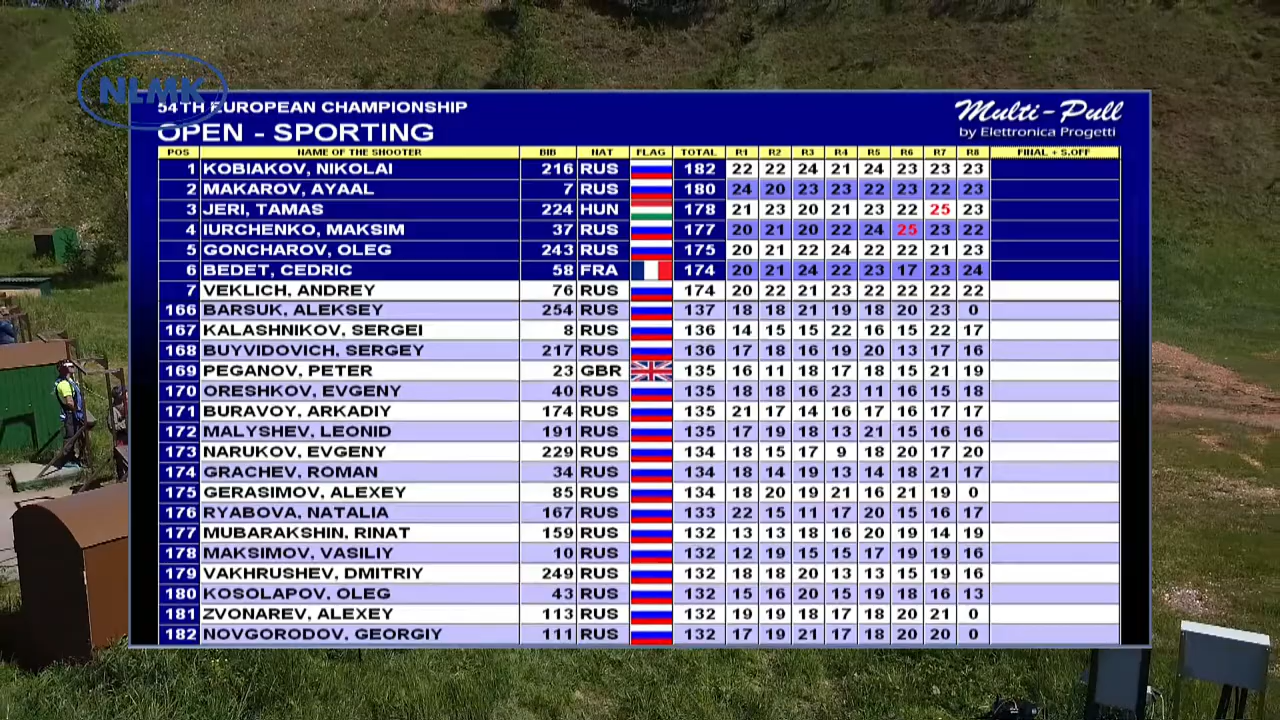 NLMK
54TH EUROPEAN CHAMPIONSHIP
OPEN - SPORTING
Multi-Pull
by Elettronica Progetti
POS NAME OF THE SHOOTER BIB NAT FLAG TOTAL R1 R2 R3 R4 R5 R6 R7 R8 FINAL + S.OFF
1 KOBIAKOV, NIKOLAI 216 RUS 182 22 22 24 21 24 23 23 23
2 MAKAROV, AYAAL 7 RUS 180 24 20 23 23 22 23 22 23
3 JERI, TAMAS 224 HUN 178 21 23 20 21 23 22 25 23
4 IURCHENKO, MAKSIM 37 RUS 177 20 21 20 22 24 25 23 22
5 GONCHAROV, OLEG 243 RUS 175 20 21 22 24 22 22 21 23
6 BEDET, CEDRIC 58 FRA 174 20 21 24 22 23 17 23 24
7 VEKLICH, ANDREY 76 RUS 174 20 22 21 23 22 22 22 22
166 BARSUK, ALEKSEY 254 RUS 137 18 18 21 19 18 20 23 0
167 KALASHNIKOV, SERGEI 8 RUS 136 14 15 15 22 16 15 22 17
168 BUYVIDOVICH, SERGEY 217 RUS 136 17 18 16 19 20 13 17 16
169 PEGANOV, PETER 23 GBR 135 16 11 18 17 18 15 21 19
170 ORESHKOV, EVGENY 40 RUS 135 18 18 16 23 11 16 15 18
171 BURAVOY, ARKADIY 174 RUS 135 21 17 14 16 17 16 17 17
172 MALYSHEV, LEONID 191 RUS 135 17 19 18 13 21 15 16 16
173 NARUKOV, EVGENY 229 RUS 134 18 15 17 9 18 20 17 20
174 GRACHEV, ROMAN 34 RUS 134 18 14 19 13 14 18 21 17
175 GERASIMOV, ALEXEY 85 RUS 134 18 20 19 21 16 21 19 0
176 RYABOVA, NATALIA 167 RUS 133 22 15 11 17 20 15 16 17
177 MUBARAKSHIN, RINAT 159 RUS 132 13 13 18 16 20 19 14 19
178 MAKSIMOV, VASILIY 10 RUS 132 12 19 15 15 17 19 19 16
179 VAKHRUSHEV, DMITRIY 249 RUS 132 18 18 20 13 13 15 19 16
180 KOSOLAPOV, OLEG 43 RUS 132 15 16 20 15 19 18 16 13
181 ZVONAREV, ALEXEY 113 RUS 132 19 19 18 17 18 20 21 0
182 NOVGORODOV, GEORGIY 111 RUS 132 17 19 21 17 18 20 20 0